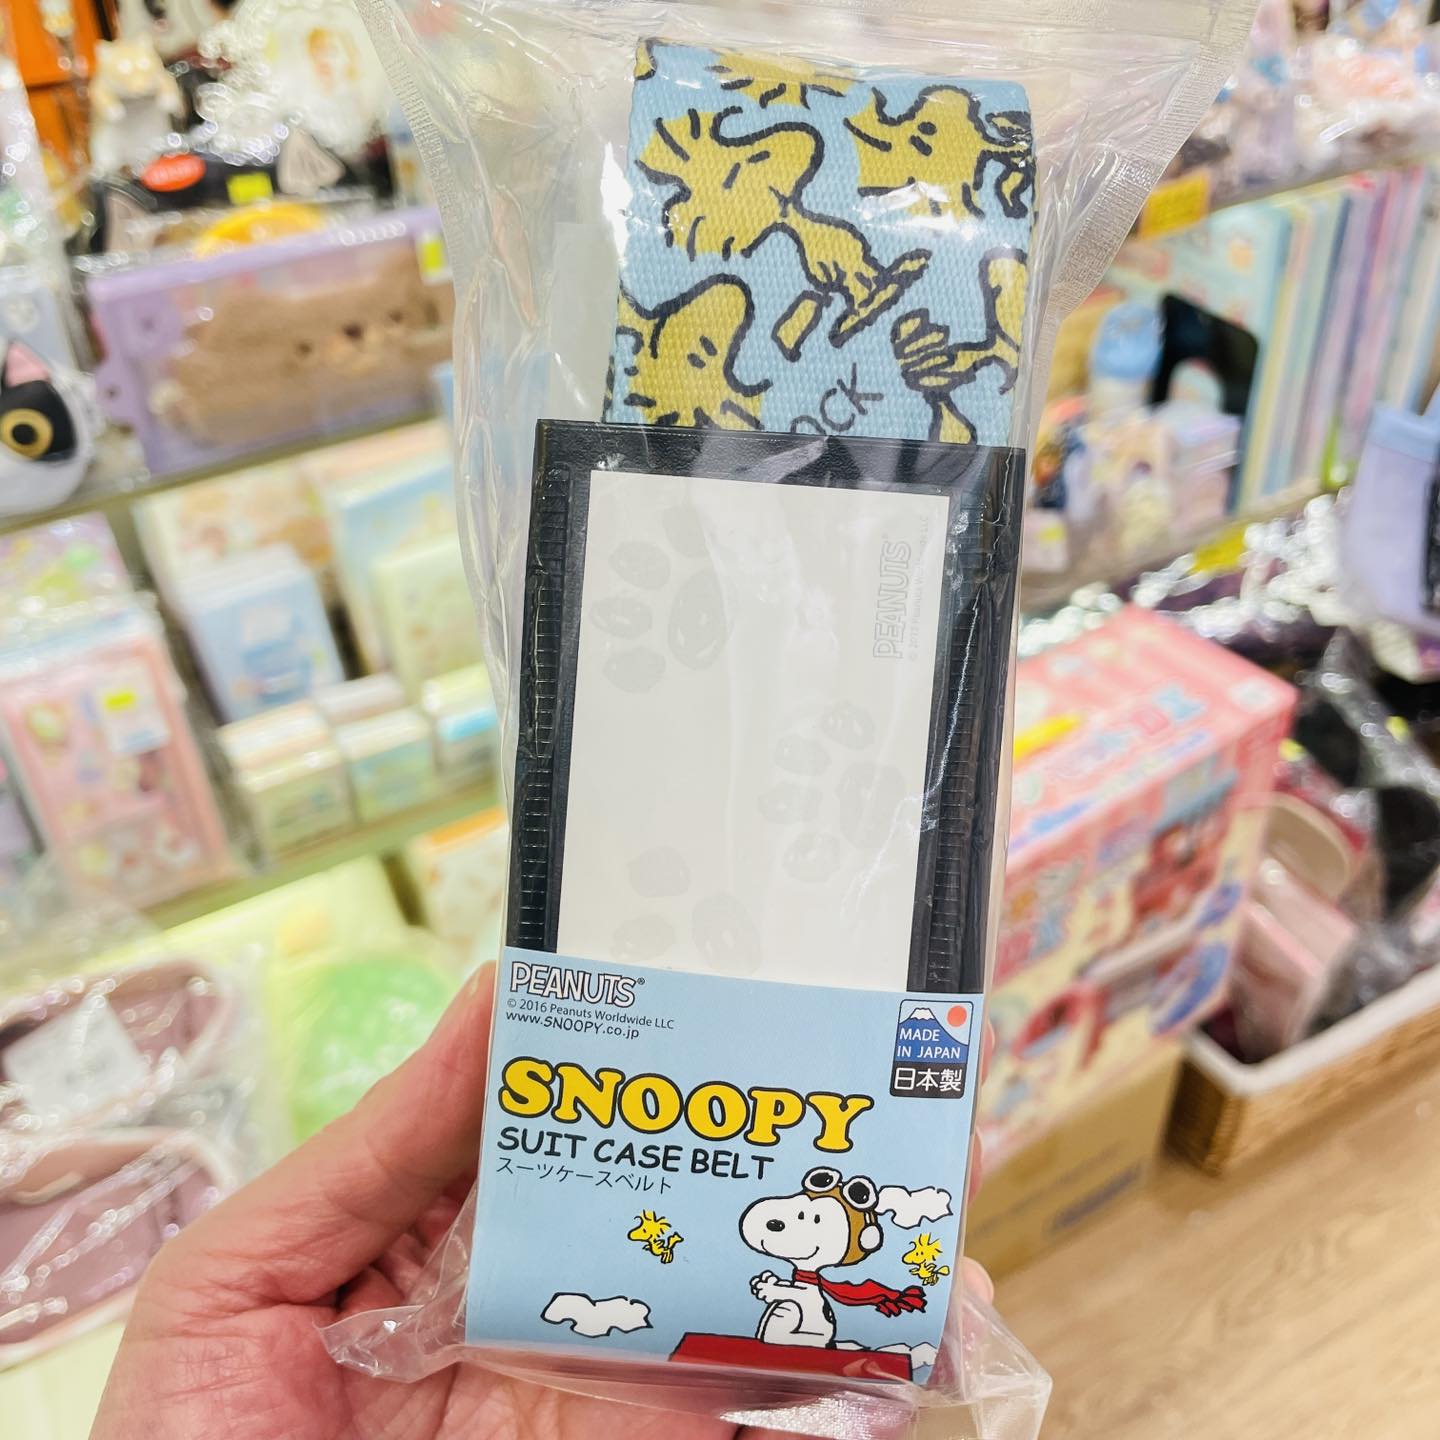 OCK
PEANUTS®
PEANUTS®
© 2016 Peanuts Worldwide LLC
www.SNOOPY.co.jp
MADE
IN JAPAN
日本製
SNOOPY
SUIT CASE BELT
スーツケースベルト